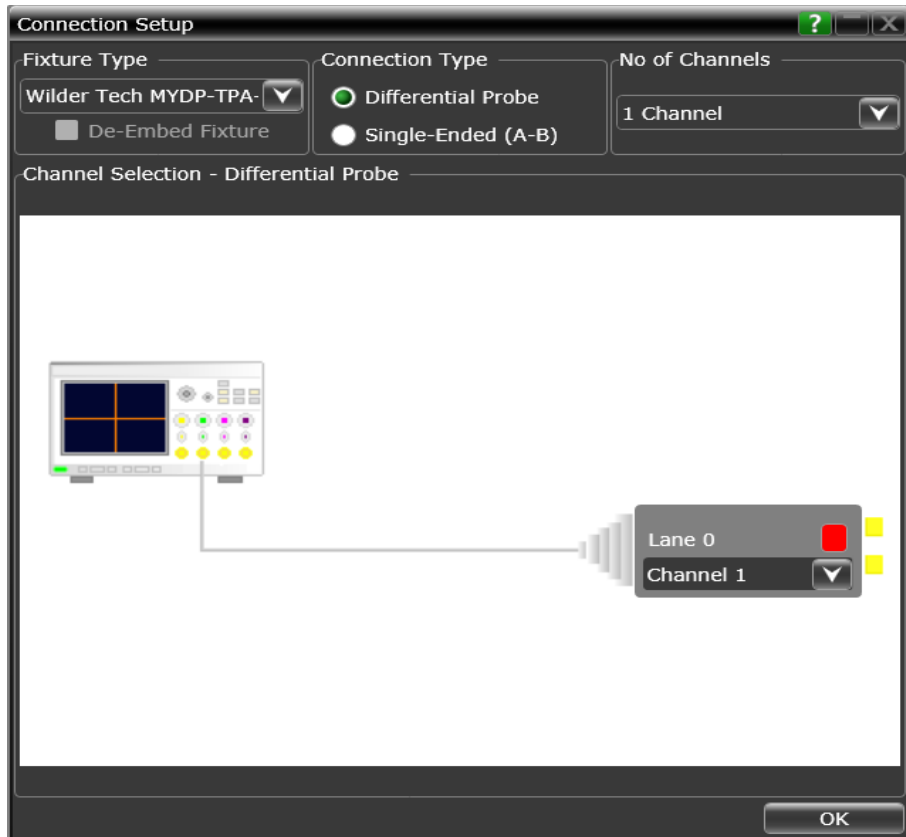 Connection Setup
?
Fixture Type
Wilder Tech MYDP-TPA-
De-Embed Fixture
Connection Type
Differential Probe
Single-Ended (A-B)
No of Channels
1 Channel
Channel Selection - Differential Probe
Lane 0
Channel 1
OK